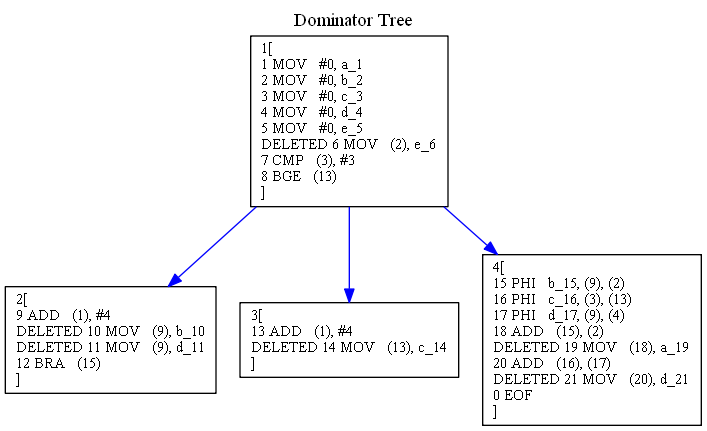 Dominator Tree
1[
1 MOV #0, a_1
2 MOV #0, b_2
3 MOV #0, c_3
4 MOV #0, d_4
5 MOV #0, e_5
DELETED 6 MOV (2), e_6
7 CMP (3), #3
8 BGE (13)
]
2[
9 ADD (1), #4
DELETED 10 MOV (9), b_10
DELETED 11 MOV (9), d_11
12 BRA (15)
]
3[
13 ADD (1), #4
DELETED 14 MOV (13), c_14
]
4[
15 PHI b_15, (9), (2)
16 PHI c_16, (3), (13)
17 PHI d_17, (9), (4)
18 ADD (15), (2)
DELETED 19 MOV (18), a_19
20 ADD (16), (17)
DELETED 21 MOV (20), d_21
0 EOF
]